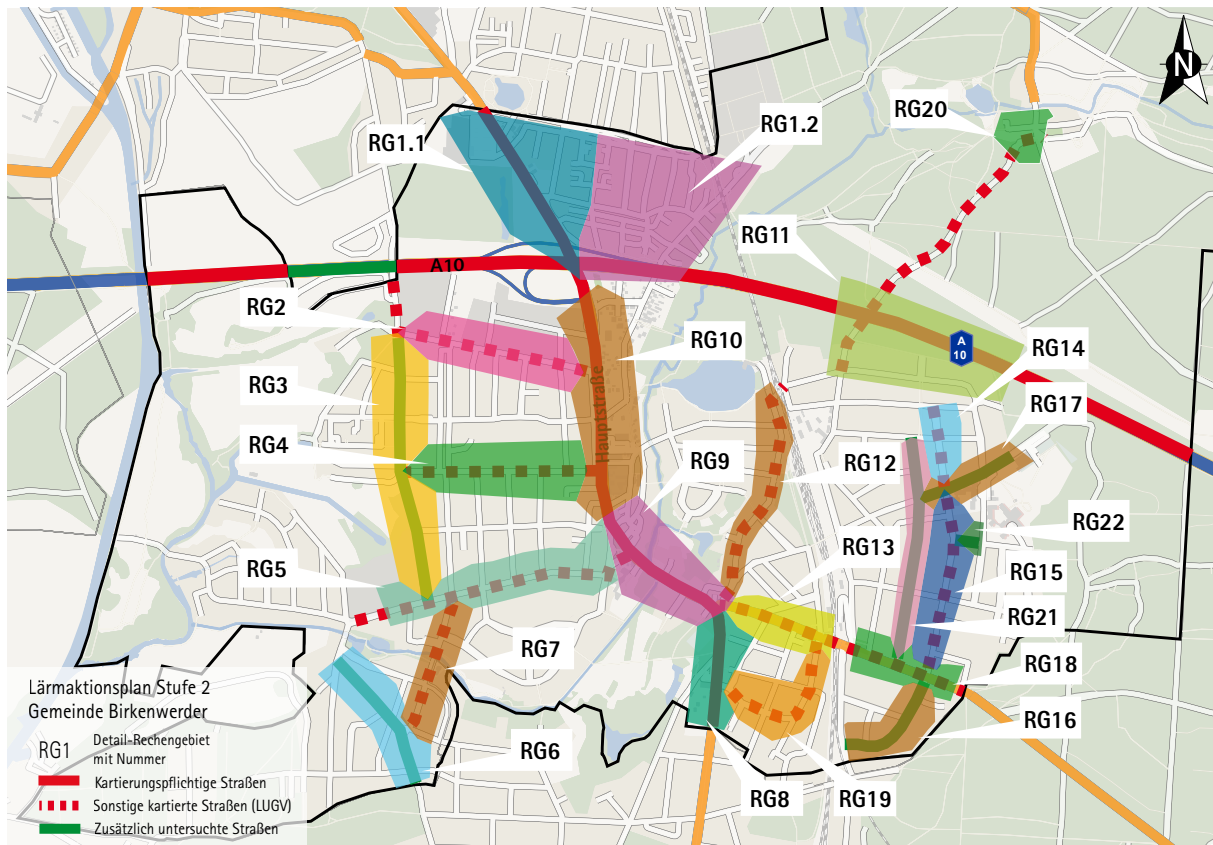 N
RG20
RG1.2
RG1.1
RG11
A10
RG2
RG10
A
10
RG14
RG3
Hauptstraße
RG17
RG4
RG9
RG12
RG22
RG13
RG5
RG15
RG21
RG7
RG18
RG16
RG6
RG8
RG19
Lärmaktionsplan Stufe 2
Gemeinde Birkenwerder
RG1
Detail-Rechengebiet
mit Nummer
Kartierungspflichtige Straßen
Sonstige kartierte Straßen (LUGV)
Zusätzlich untersuchte Straßen